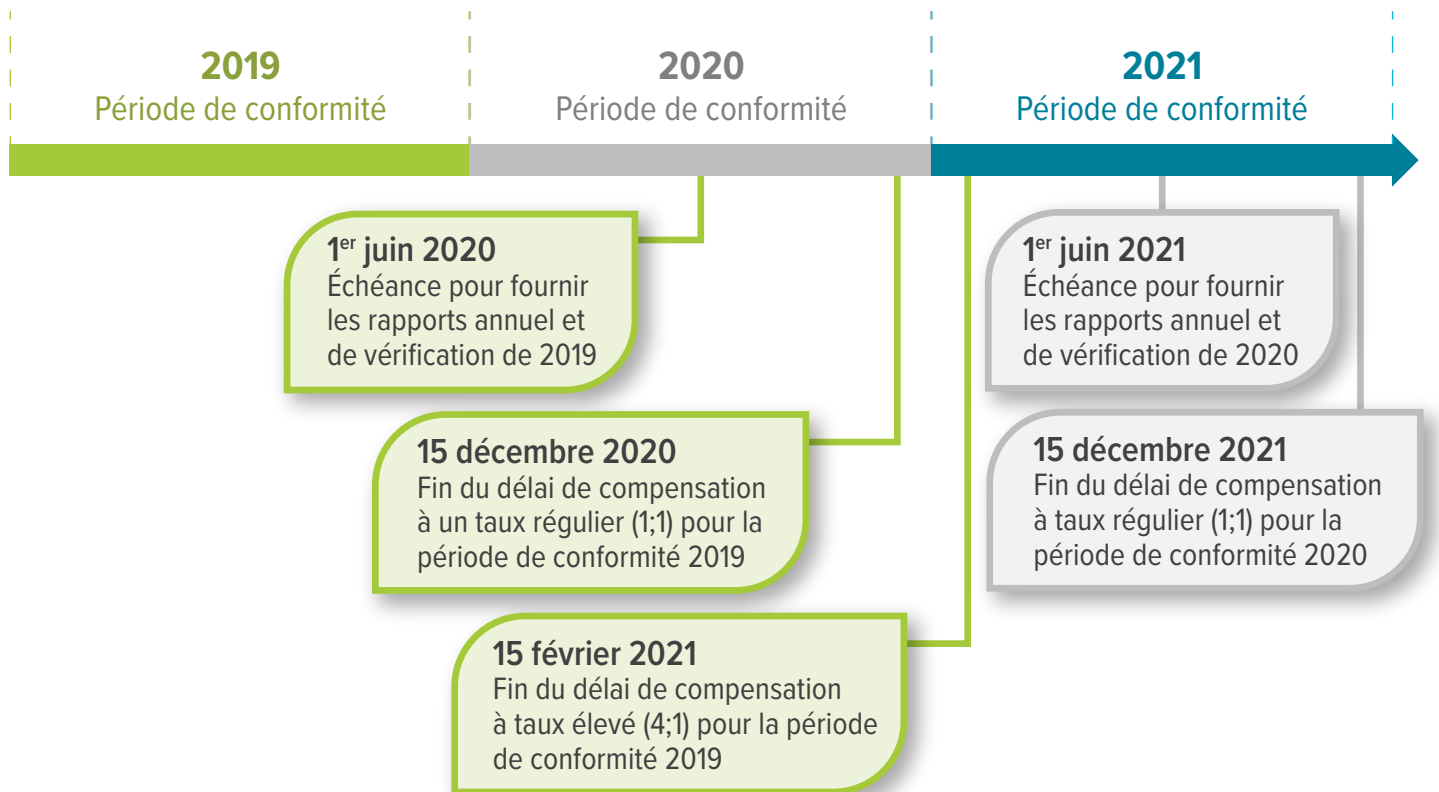 2019
Période de conformité
2020
Période de conformité
2021
Période de conformité
1er juin 2020
Échéance pour fournir
les rapports annuel et
de vérification de 2019
15 décembre 2020
Fin du délai de compensation
à un taux régulier (1;1) pour la
période de conformité 2019
15 février 2021
Fin du délai de compensation
à taux élevé (4;1) pour la période
de conformité 2019
1er juin 2021
Échéance pour fournir
les rapports annuel et
de vérification de 2020
15 décembre 2021
Fin du délai de compensation
à taux régulier (1;1) pour la
période de conformité 2020